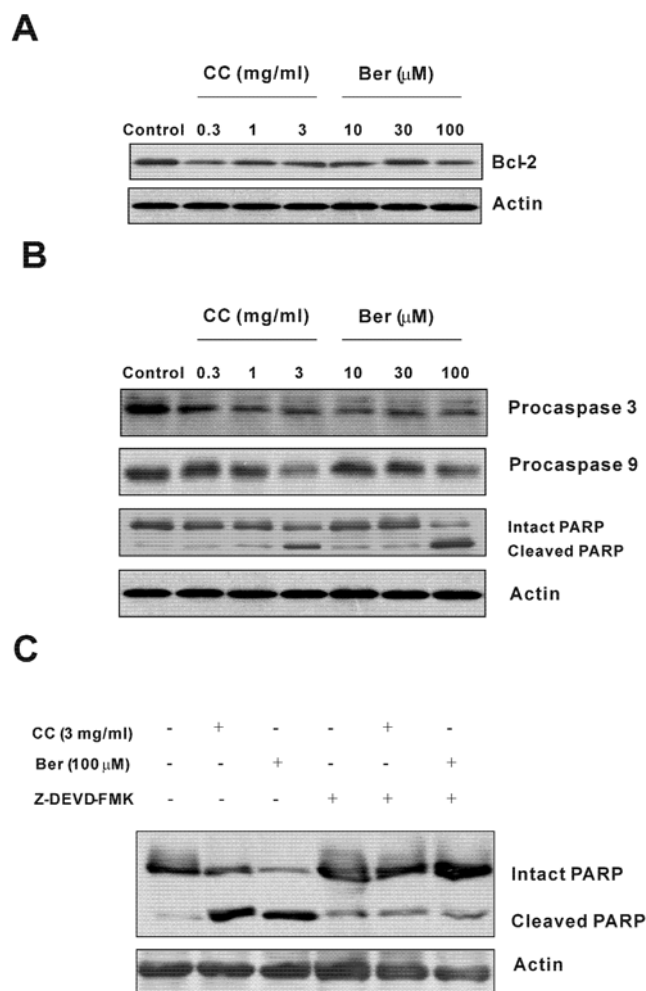 A
CC (mg/ml) Ber (μM)
Control 0.3 1 3 10 30 100
Bcl-2
Actin
B
CC (mg/ml) Ber (μM)
Control 0.3 1 3 10 30 100
Procaspase 3
Procaspase 9
Intact PARP
Cleaved PARP
Actin
C
CC (3 mg/ml) - + - - + -
Ber (100 μM) - - + - - +
Z-DEVD-FMK - - - + + +
Intact PARP
Cleaved PARP
Actin